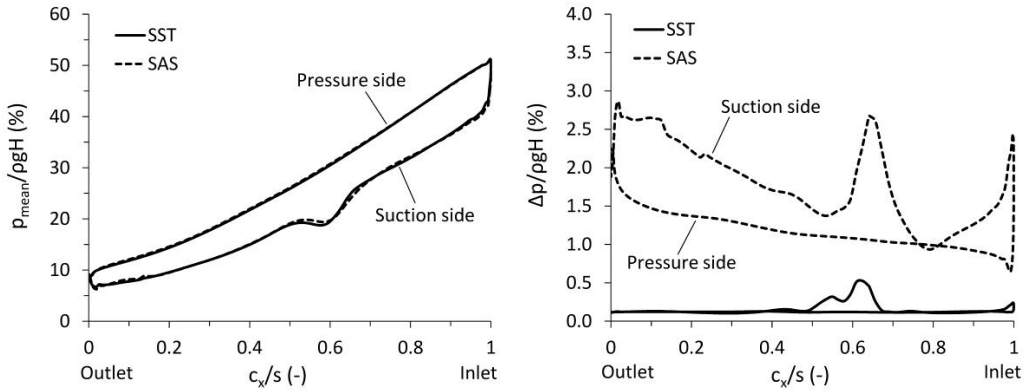 60
50
40
30
20
10
0
p_mean/ρgH (%)
SST
SAS
Pressure side
Suction side
0
0.2
0.4
0.6
0.8
1
Outlet
c_x/s (-)
Inlet
4.0
3.5
3.0
2.5
2.0
1.5
1.0
0.5
0.0
Δp/ρgH (%)
SST
SAS
Suction side
Pressure side
0
0.2
0.4
0.6
0.8
1
Outlet
c_x/s (-)
Inlet